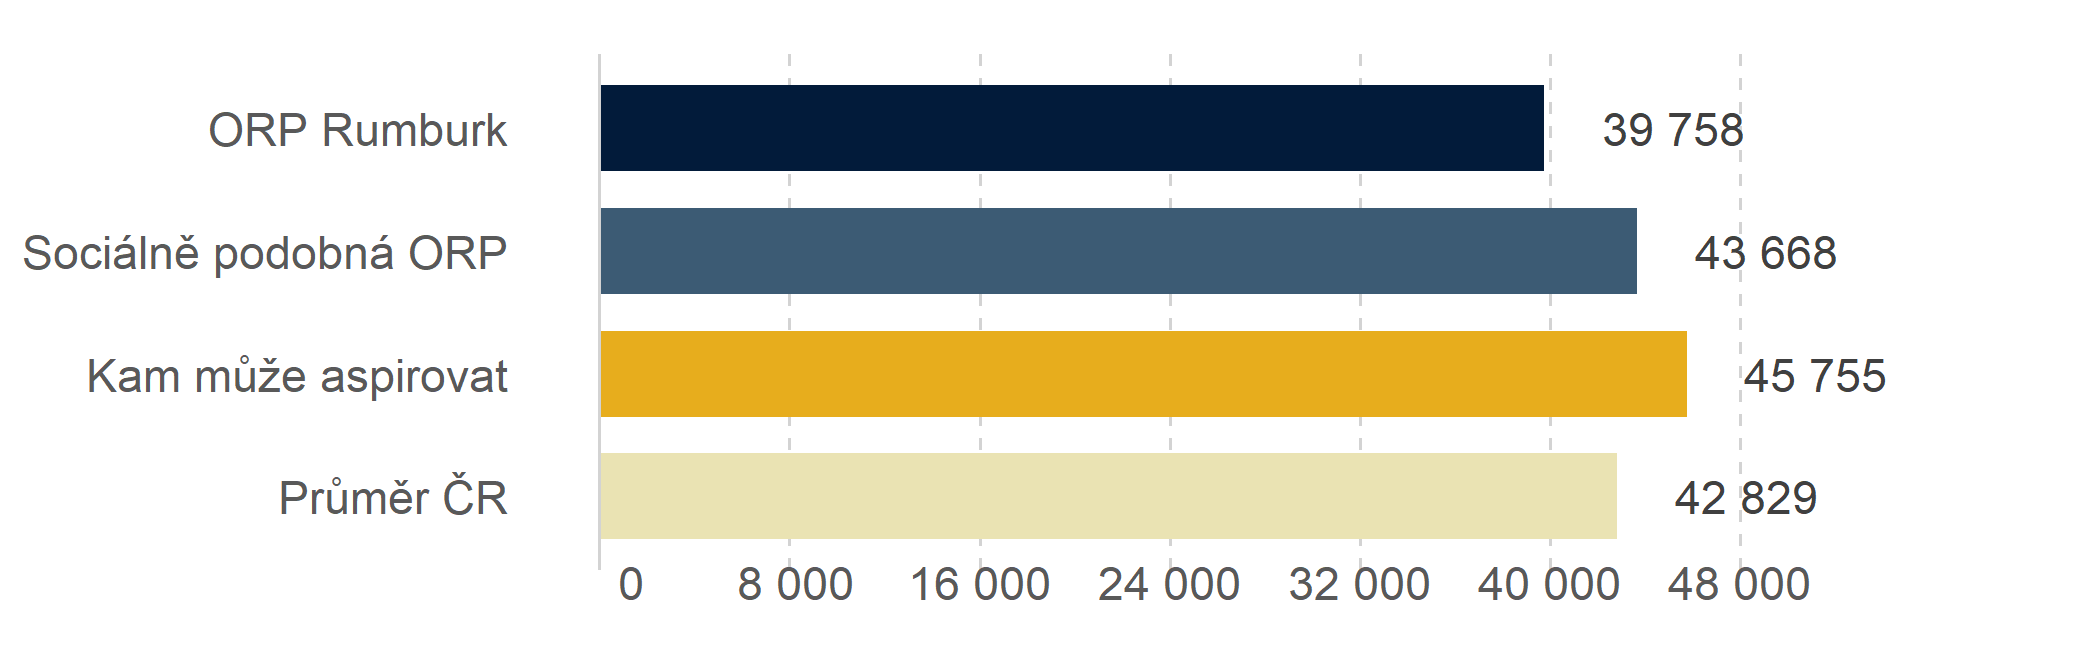 ORP Rumburk 39 758
Sociálně podobná ORP 43 668
Kam může aspirovat 45 755
Průměr ČR 42 829
0 8 000 16 000 24 000 32 000 40 000 48 000